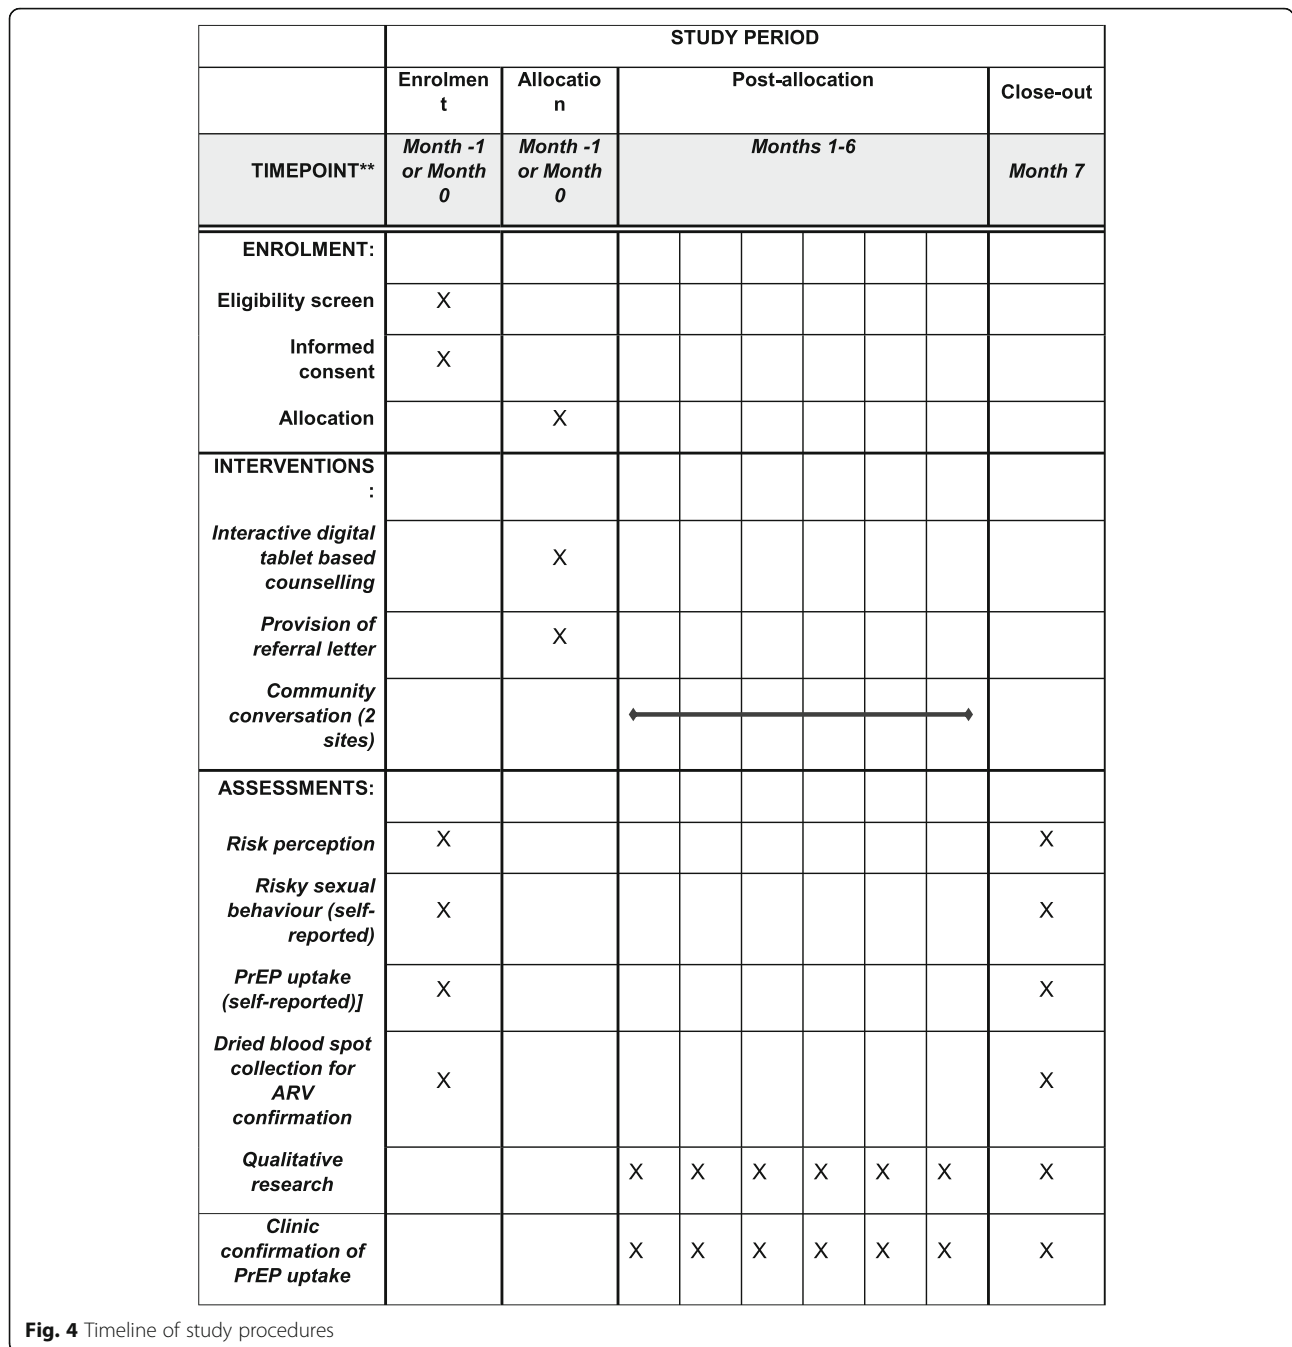 STUDY PERIOD
Enrolmen
t
Allocatio
n
Post-allocation
Close-out
TIMEPOINT**
Month -1
or Month
0
Month -1
or Month
0
Months 1-6
Month 7
ENROLMENT:
Eligibility screen
X
Informed
consent
X
Allocation
X
INTERVENTIONS
:
Interactive digital
tablet based
counselling
X
Provision of
referral letter
X
Community
conversation (2
sites)
ASSESSMENTS:
Risk perception
X X
Risky sexual
behaviour (self-
reported)
X X
PrEP uptake
(self-reported)]
X X
Dried blood spot
collection for
ARV
confirmation
X X
Qualitative
research
X X X X X X X
Clinic
confirmation of
PrEP uptake
X X X X X X X
Fig. 4 Timeline of study procedures